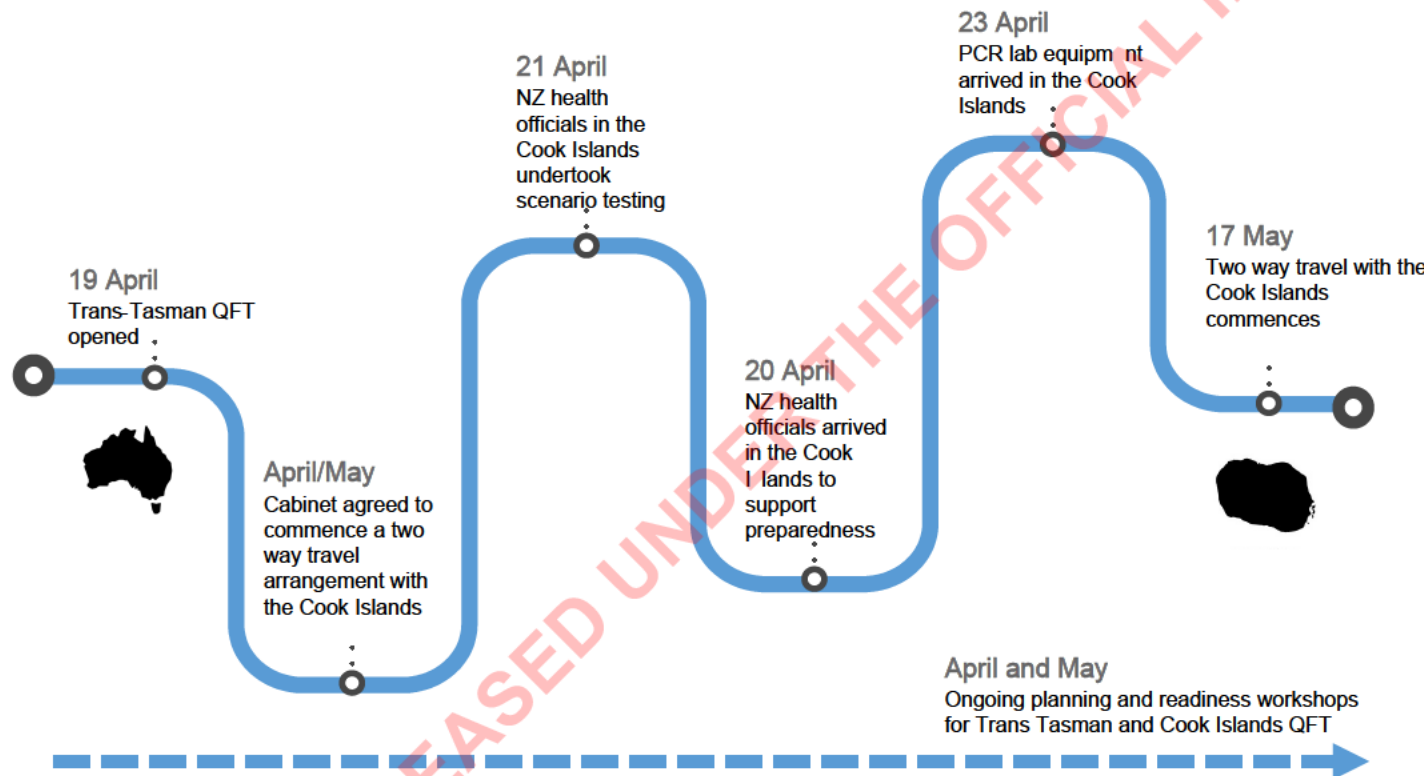 19 April
Trans-Tasman QFT
opened
April/May
Cabinet agreed to
commence a two
way travel
arrangement with
the Cook Islands
21 April
NZ health
officials in the
Cook Islands
undertook
scenario testing
20 April
NZ health
officials arrived
in the Cook
I lands to
support
preparedness
23 April
PCR lab equipm nt
arrived in the Cook
Islands
17 May
Two way travel with the
Cook Islands
commences
April and May
Ongoing planning and readiness workshops
for Trans Tasman and Cook Islands QFT
EASED UNDER THE OFFICIAL